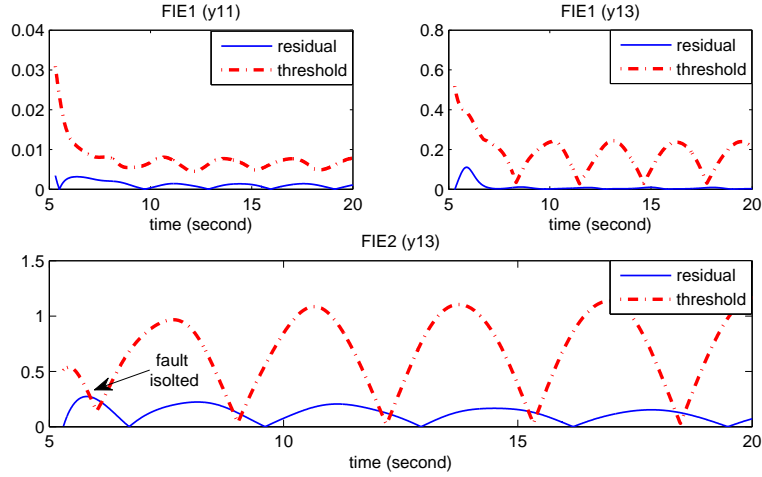 FIE1 (y11)
0.04
0.03
0.02
0.01
0
5
10
15
20
time (second)
residual
threshold
FIE1 (y13)
0.8
0.6
0.4
0.2
0
5
10
15
20
time (second)
residual
threshold
FIE2 (y13)
1.5
1
0.5
0
5
10
15
20
time (second)
residual
threshold
fault
isolted